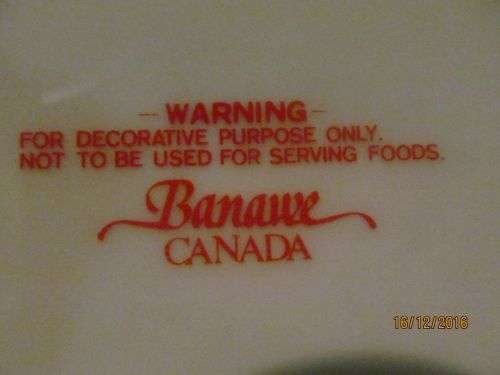 - WARNING -
FOR DECORATIVE PURPOSE ONLY.
NOT TO BE USED FOR SERVING FOODS.
Banawe
CANADA
16/12/2016